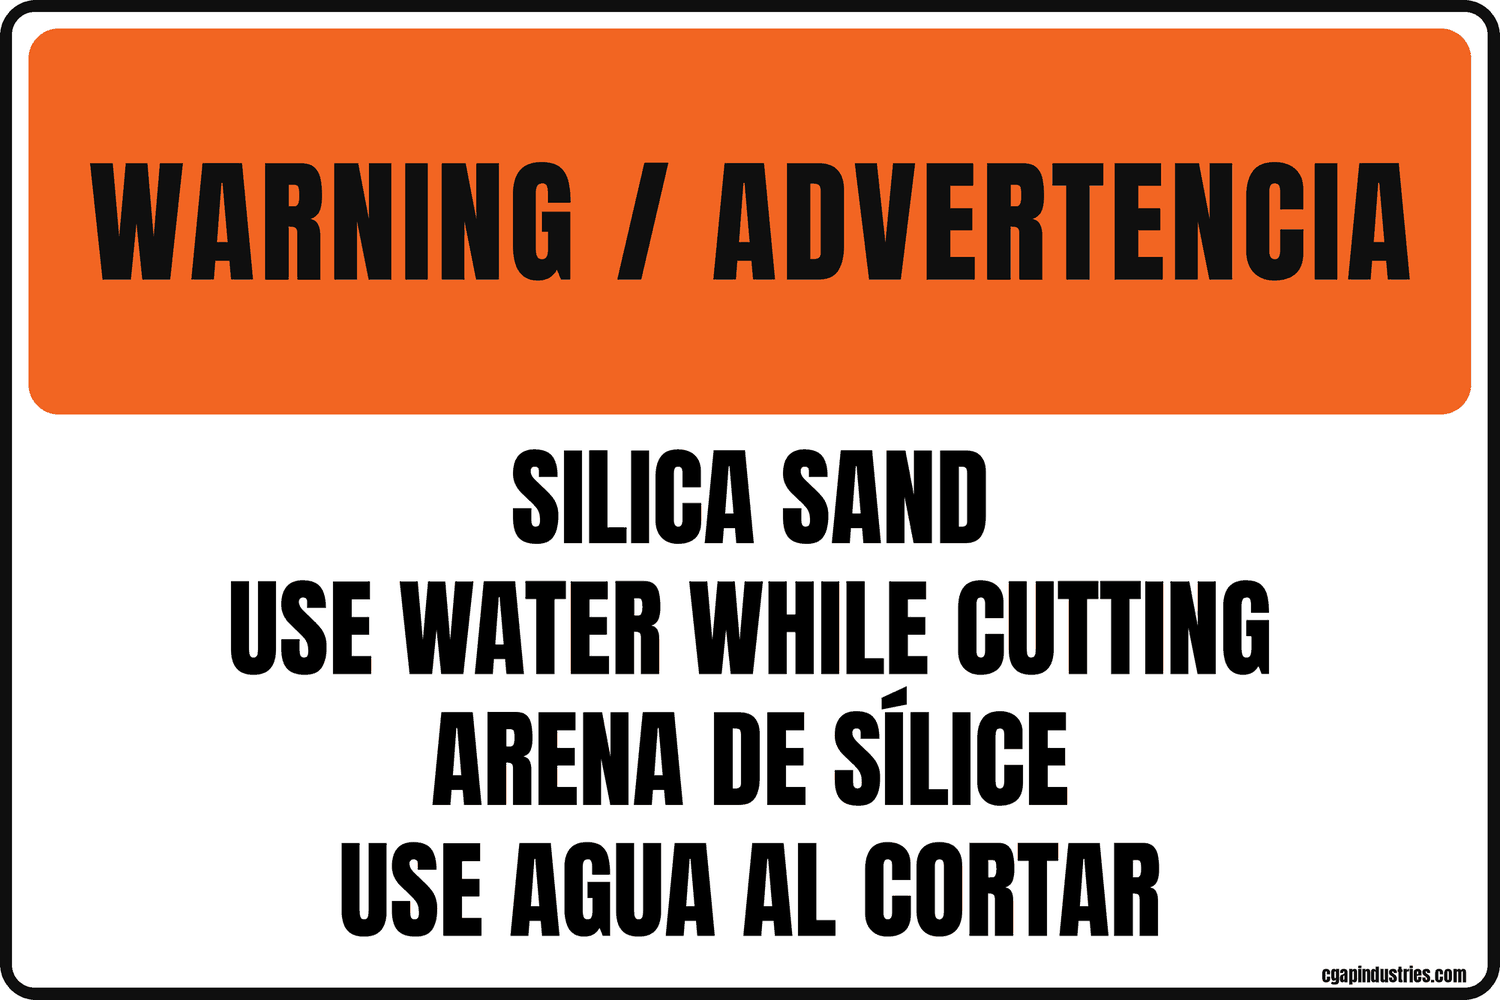 WARNING / ADVERTENCIA
SILICA SAND
USE WATER WHILE CUTTING
ARENA DE SÍLICE
USE AGUA AL CORTAR
cgapindustries.com